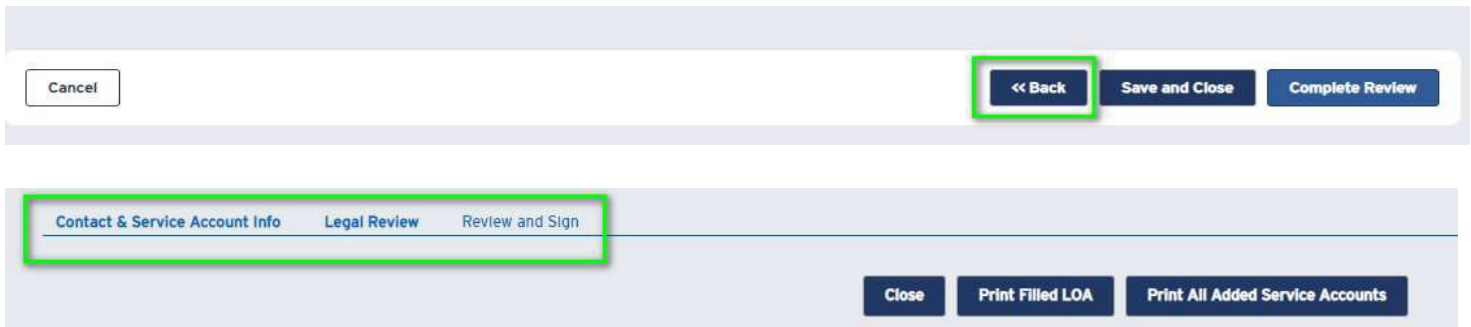 Cancel << Back Save and Close Complete Review
Contact & Service Account Info Legal Review Review and Sign
Close Print Filled LOA Print All Added Service Accounts